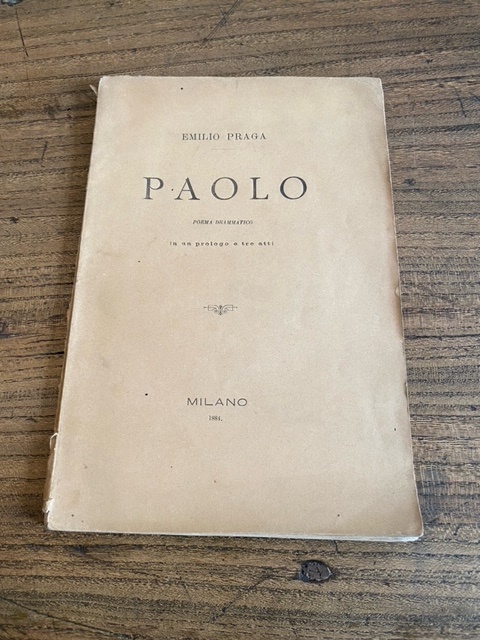 EMILIO PRAGA
PAOLO
POEMA DRAMMATICO
in un prologo e tre atti
MILANO
1884.